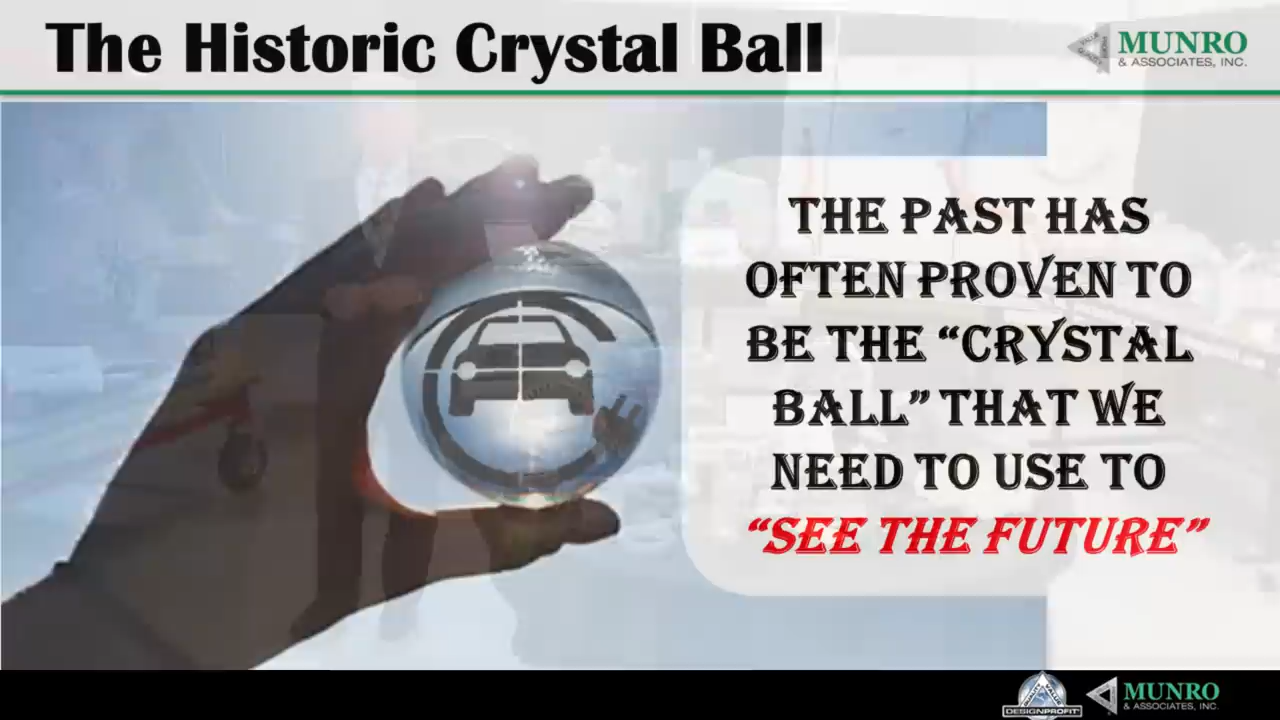 The Historic Crystal Ball
MUNRO
& ASSOCIATES, INC.
THE PAST HAS
OFTEN PROVEN TO
BE THE “CRYSTAL
BALL” THAT WE
NEED TO USE TO
“SEE THE FUTURE”
DESIGNPROFIT
MUNRO
& ASSOCIATES, INC.